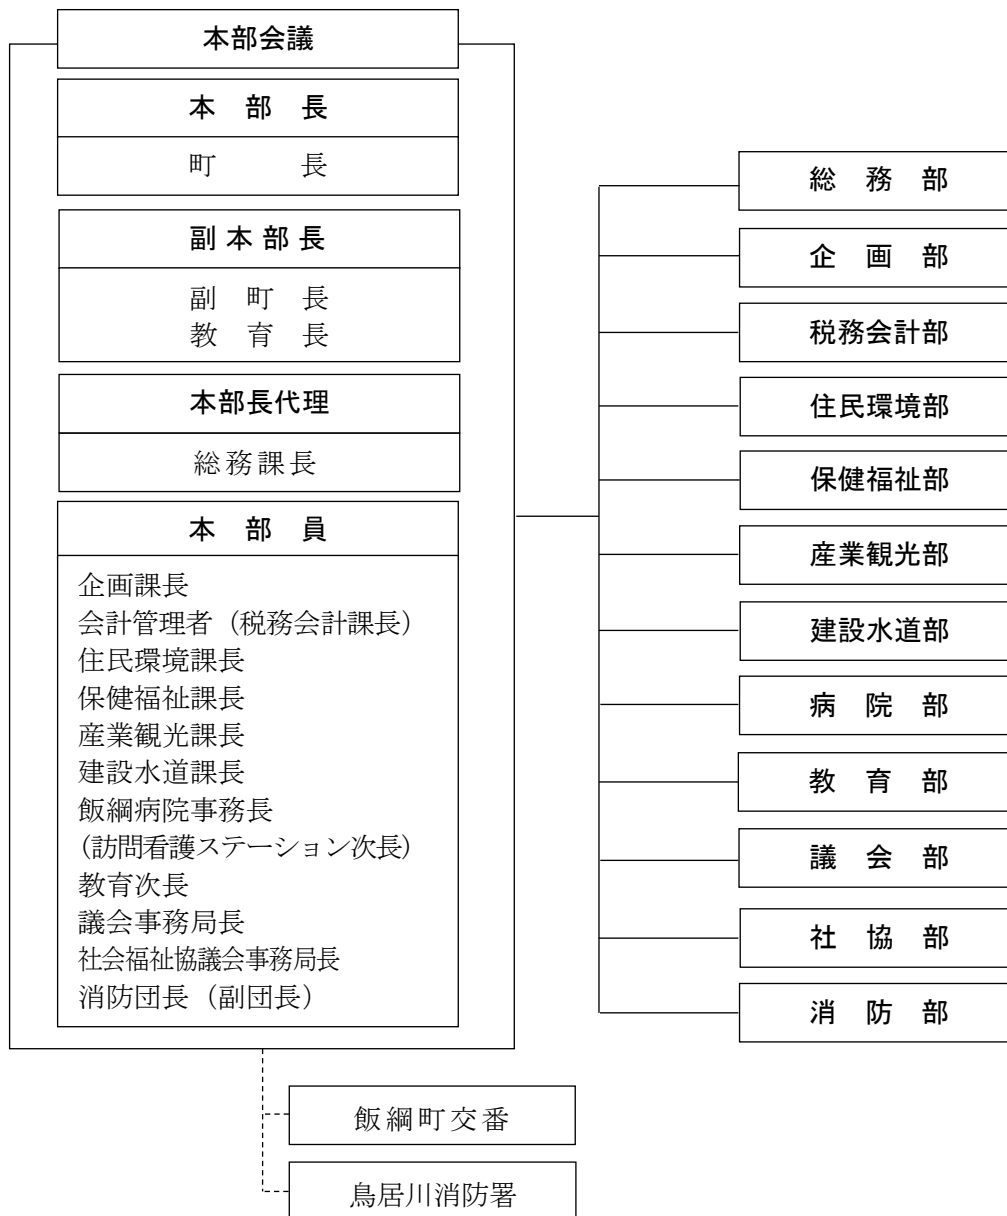 本部会議
本　部　長
町　　　長
副本部長
副　町　長
教　育　長
本部長代理
総務課長
本　部　員
企画課長
会計管理者（税務会計課長）
住民環境課長
保健福祉課長
産業観光課長
建設水道課長
飯綱病院事務長
（訪問看護ステーション次長）
教育次長
議会事務局長
社会福祉協議会事務局長
消防団長（副団長）
総　務　部
企　画　部
税務会計部
住民環境部
保健福祉部
産業観光部
建設水道部
病　院　部
教　育　部
議　会　部
社　協　部
消　防　部
飯綱町交番
鳥居川消防署